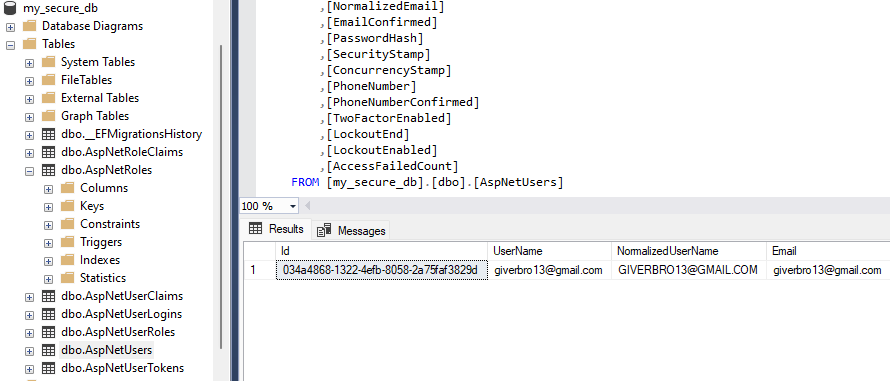 my_secure_db
Database Diagrams
Tables
System Tables
FileTables
External Tables
Graph Tables
dbo.__EFMigrationsHistory
dbo.AspNetRoleClaims
dbo.AspNetRoles
Columns
Keys
Constraints
Triggers
Indexes
Statistics
dbo.AspNetUserClaims
dbo.AspNetUserLogins
dbo.AspNetUserRoles
dbo.AspNetUsers
dbo.AspNetUserTokens
,[NormalizedEmail]
,[EmailConfirmed]
,[PasswordHash]
,[SecurityStamp]
,[ConcurrencyStamp]
,[PhoneNumber]
,[PhoneNumberConfirmed]
,[TwoFactorEnabled]
,[LockoutEnd]
,[LockoutEnabled]
,[AccessFailedCount]
FROM [my_secure_db].[dbo].[AspNetUsers]
100 %
Results Messages
Id UserName NormalizedUserName Email
1 034a4868-1322-4efb-8058-2a75faf3829d giverbro13@gmail.com GIVERBRO13@GMAIL.COM giverbro13@gmail.com